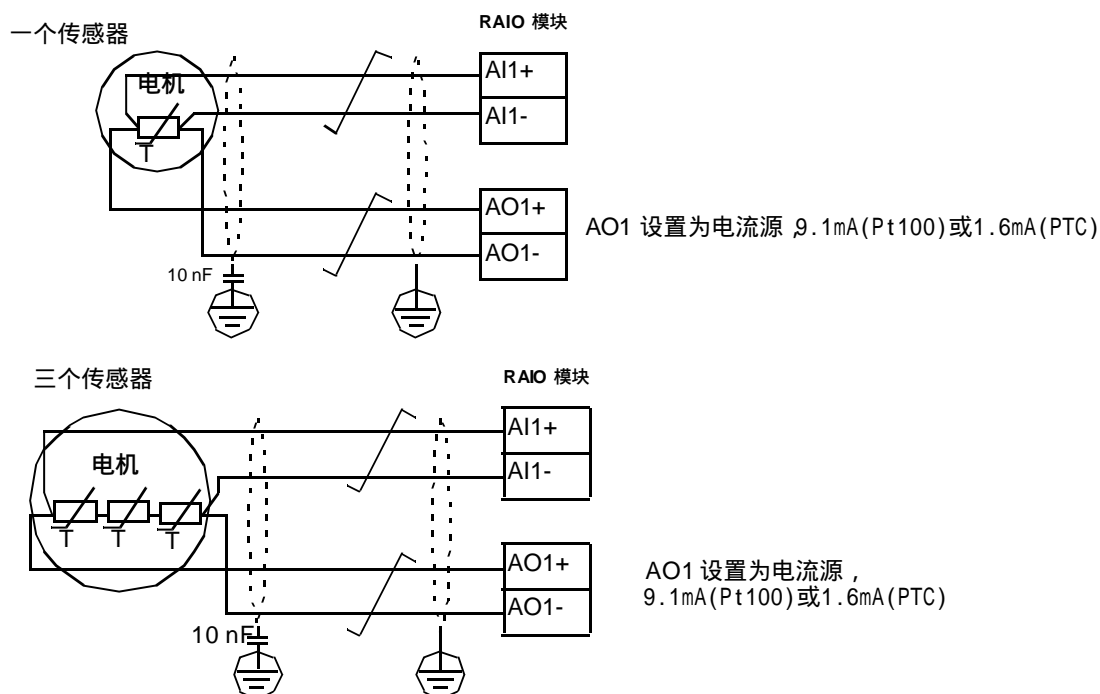 一个传感器
RAIO 模块
电机
T
AI1+
AI1-
AO1+
AO1-
AO1 设置为电流源,9.1mA(Pt100)或1.6mA(PTC)
10 nF
三个传感器
RAIO 模块
电机
T T T
AI1+
AI1-
AO1+
AO1-
AO1 设置为电流源,
9.1mA(Pt100)或1.6mA(PTC)
10 nF